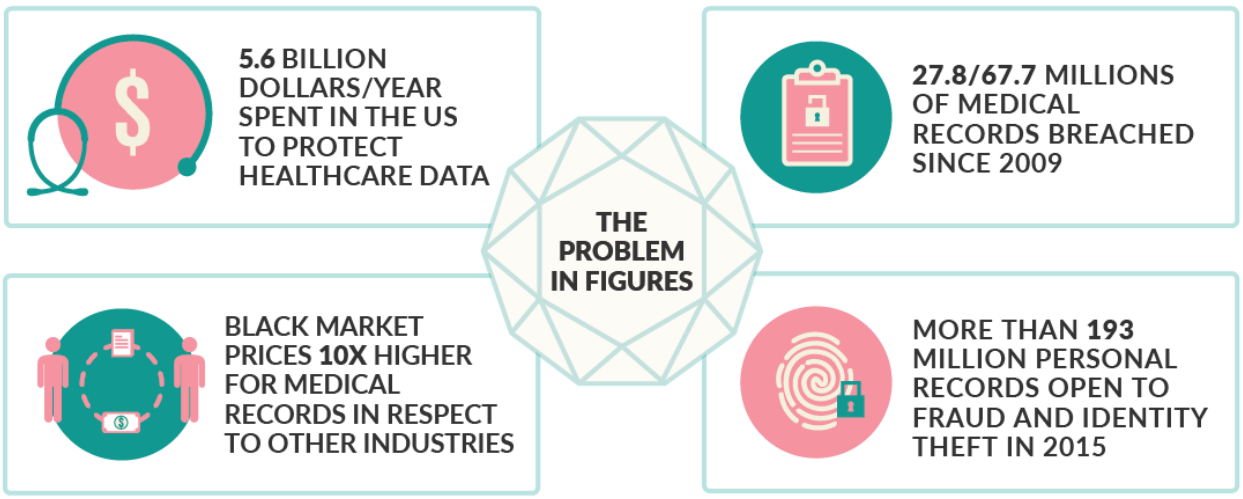 5.6 BILLION
DOLLARS/YEAR
SPENT IN THE US
TO PROTECT
HEALTHCARE DATA
27.8/67.7 MILLIONS
OF MEDICAL
RECORDS BREACHED
SINCE 2009
THE
PROBLEM
IN FIGURES
BLACK MARKET
PRICES 10X HIGHER
FOR MEDICAL
RECORDS IN RESPECT
TO OTHER INDUSTRIES
MORE THAN 193
MILLION PERSONAL
RECORDS OPEN TO
FRAUD AND IDENTITY
THEFT IN 2015